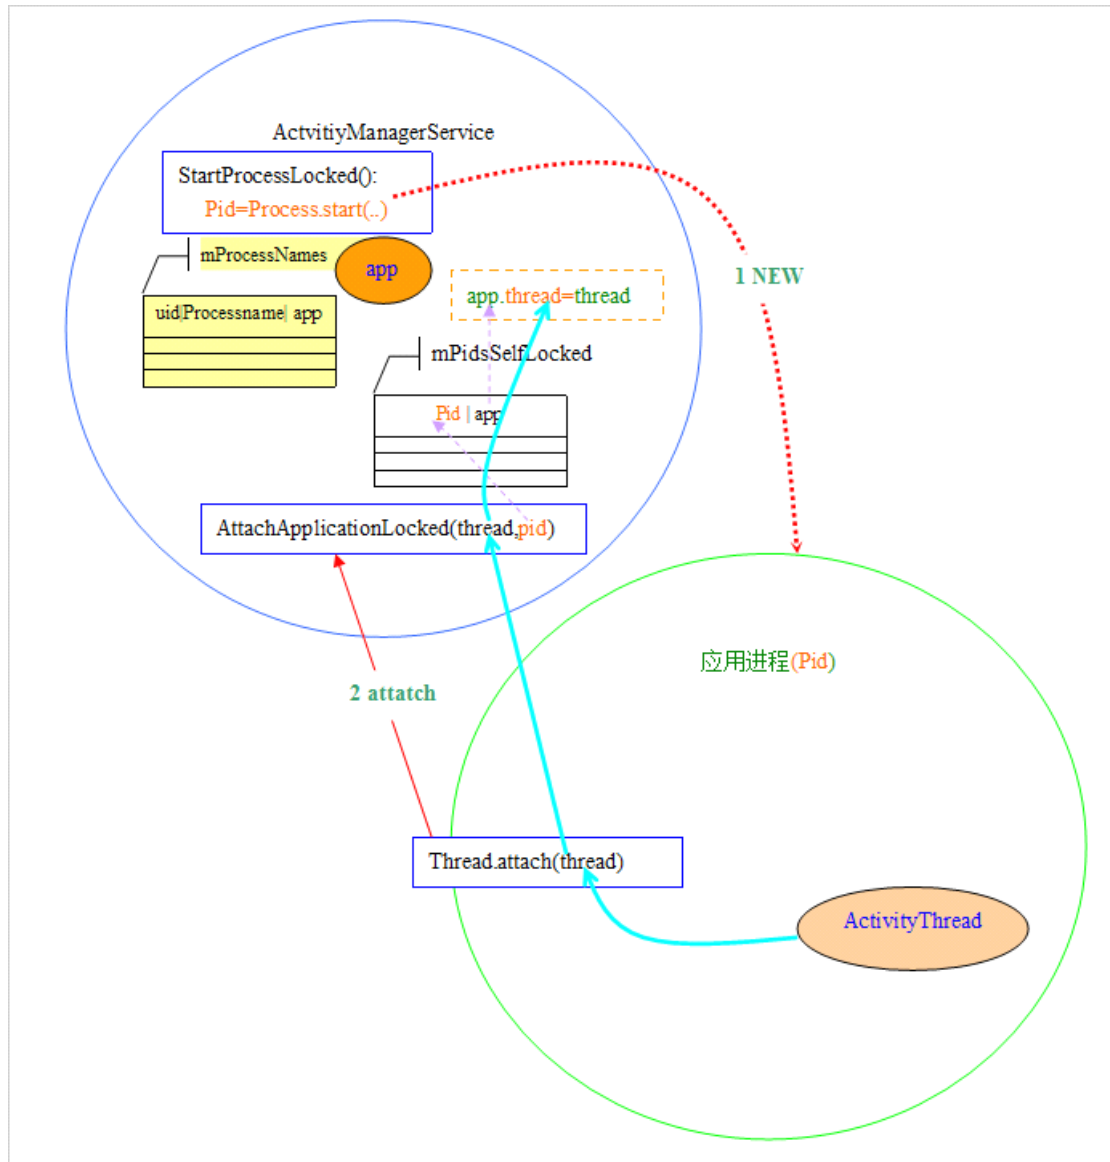 ActvitiyManagerService
StartProcessLocked():
Pid=Process.start(..)
mProcessNames
app
1 NEW
app.thread=thread
uid|Processname| app
mPidsSelfLocked
Pid | app
AttachApplicationLocked(thread,pid)
应用进程(Pid)
2 attatch
Thread.attach(thread)
ActivityThread